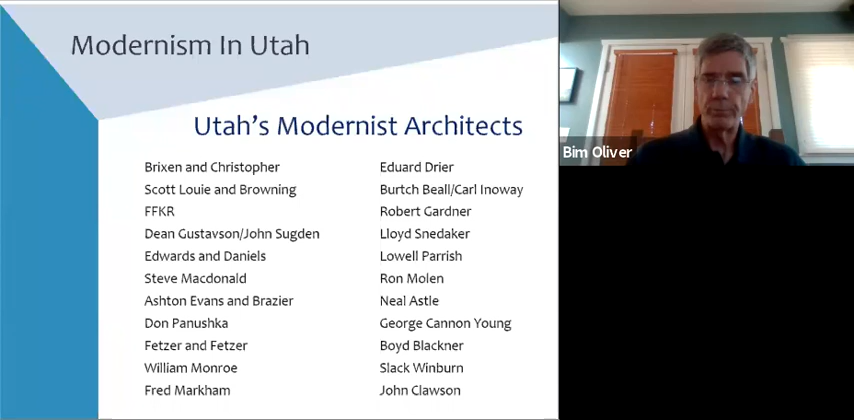 Modernism In Utah
Utah's Modernist Architects
Brixen and Christopher
Scott Louie and Browning
FFKR
Dean Gustavson/John Sugden
Edwards and Daniels
Steve Macdonald
Ashton Evans and Brazier
Don Panushka
Fetzer and Fetzer
William Monroe
Fred Markham
Eduard Drier
Burtch Beall/Carl Inoway
Robert Gardner
Lloyd Snedaker
Lowell Parrish
Ron Molen
Neal Astle
George Cannon Young
Boyd Blackner
Slack Winburn
John Clawson
Bim Oliver